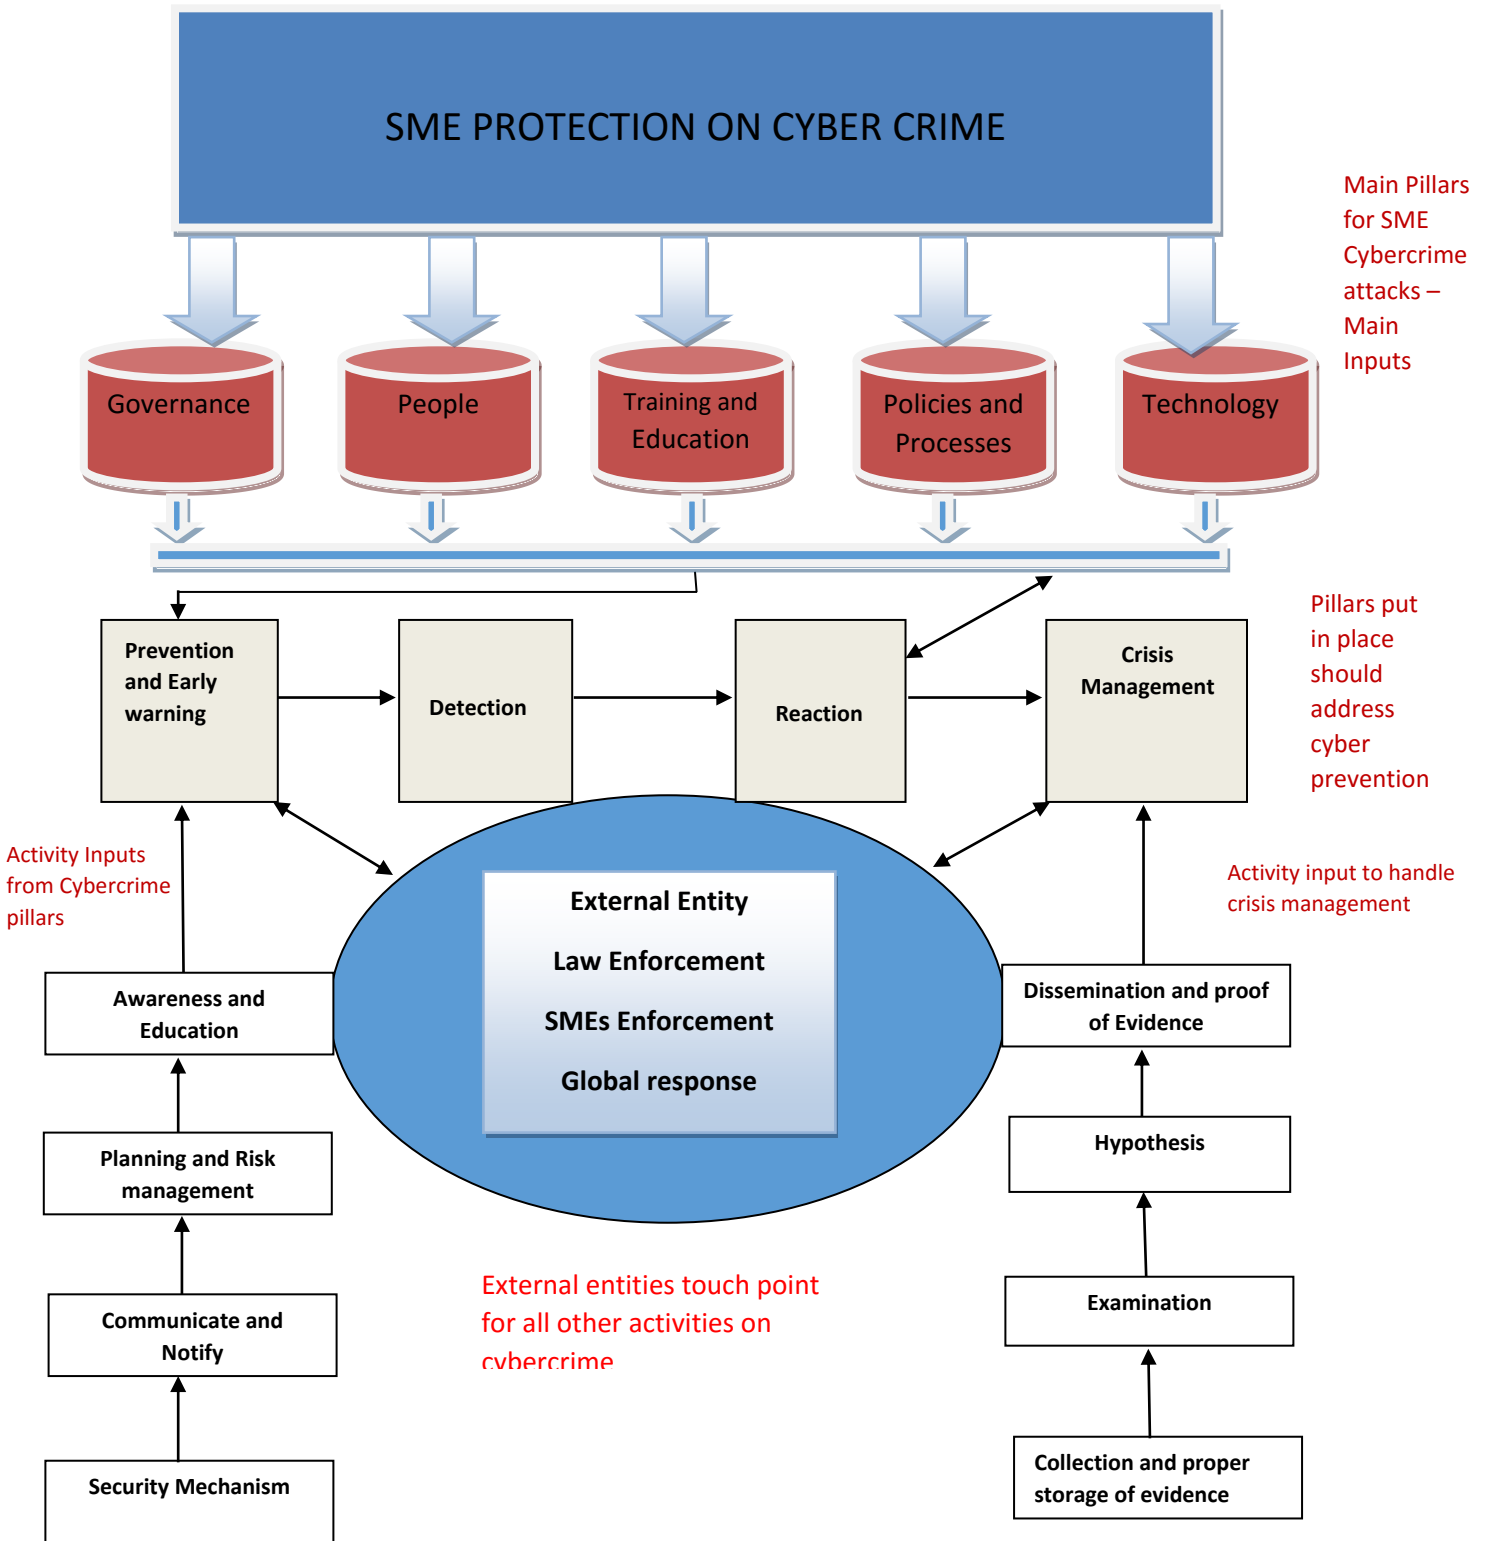 SME PROTECTION ON CYBER CRIME
Main Pillars
for SME
Cybercrime
attacks –
Main
Inputs
Governance
People
Training and
Education
Policies and
Processes
Technology
Pillars put
in place
should
address
cyber
prevention
Prevention
and Early
warning
Detection
Reaction
Crisis
Management
Activity Inputs
from Cybercrime
pillars
Activity input to handle
crisis management
External Entity
Law Enforcement
SMEs Enforcement
Global response
Awareness and
Education
Planning and Risk
management
Communicate and
Notify
Security Mechanism
Dissemination and proof
of Evidence
Hypothesis
Examination
Collection and proper
storage of evidence
External entities touch point
for all other activities on
cybercrime